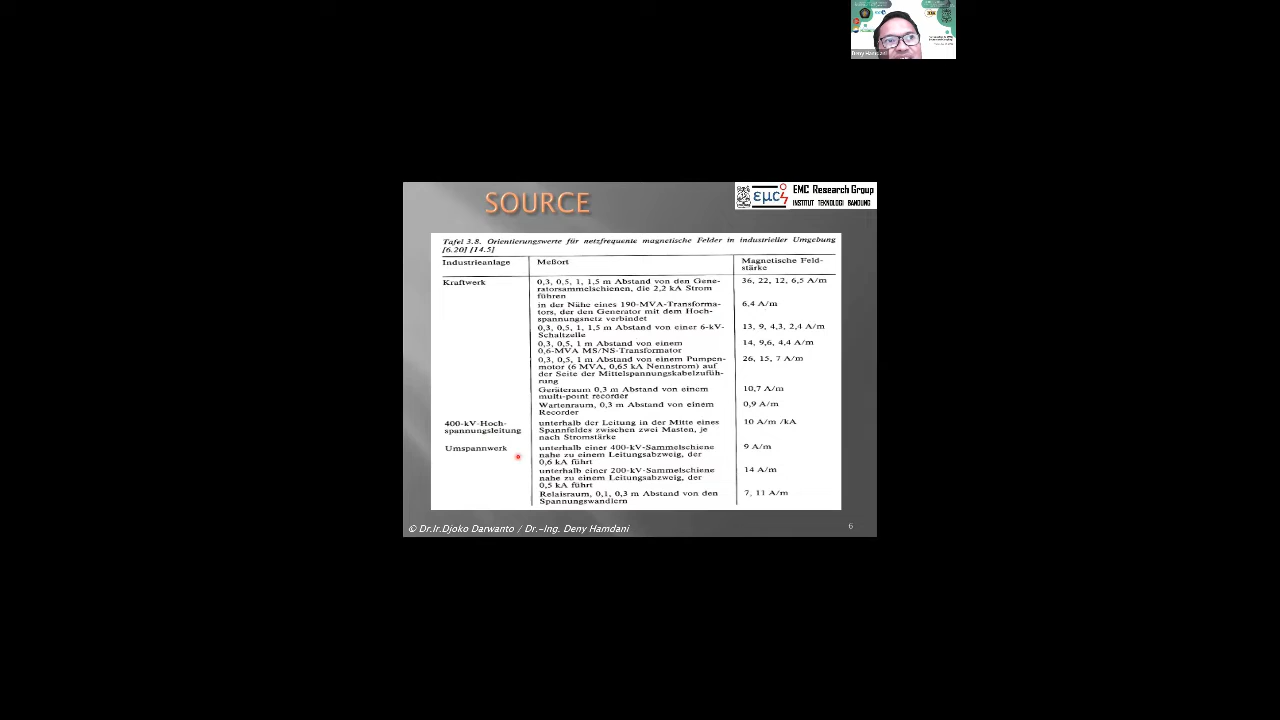 Deny Hamdani
SOURCE
εμc
EMC Research Group
INSTITUT TEKNOLOGI BANDUNG
Tafel 3.8. Orientierungswerte für netzfrequente magnetische Felder in industrieller Umgebung
[6.20] [14.5]
Industrieanlage Meßort Magnetische Feld-
stärke
Kraftwerk 0,3, 0,5, 1, 1,5 m Abstand von den Gene- 36, 22, 12, 6,5 A/m
ratorsammelschienen, die 2,2 kA Strom
führen
in der Nähe eines 190-MVA-Transforma- 6,4 A/m
tors, der den Generator mit dem Hoch-
spannungsnetz verbindet
0,3, 0,5, 1, 1,5 m Abstand von einer 6-kV- 13, 9, 4,3, 2,4 A/m
Schaltzelle
0,3, 0,5, 1 m Abstand von einem 14, 9,6, 4,4 A/m
0,6-MVA MS/NS-Transformator
0,3, 0,5, 1 m Abstand von einem Pumpen- 26, 15, 7 A/m
motor (6 MVA, 0,65 kA Nennstrom) auf
der Seite der Mittelspannungskabelzufüh-
rung
Geräteraum 0,3 m Abstand von einem 10,7 A/m
multi-point recorder
Wartenraum, 0,3 m Abstand von einem 0,9 A/m
Recorder
400-kV-Hoch- unterhalb der Leitung in der Mitte eines 10 A/m /kA
spannungsleitung Spannfeldes zwischen zwei Masten, je
nach Stromstärke
Umspannwerk unterhalb einer 400-kV-Sammelschiene 9 A/m
nahe zu einem Leitungsabzweig, der
0,6 kA führt
unterhalb einer 200-kV-Sammelschiene 14 A/m
nahe zu einem Leitungsabzweig, der
0,5 kA führt
Relaisraum, 0,1, 0,3 m Abstand von den 7, 11 A/m
Spannungswandlern
© Dr.Ir.Djoko Darwanto / Dr.-Ing. Deny Hamdani
6